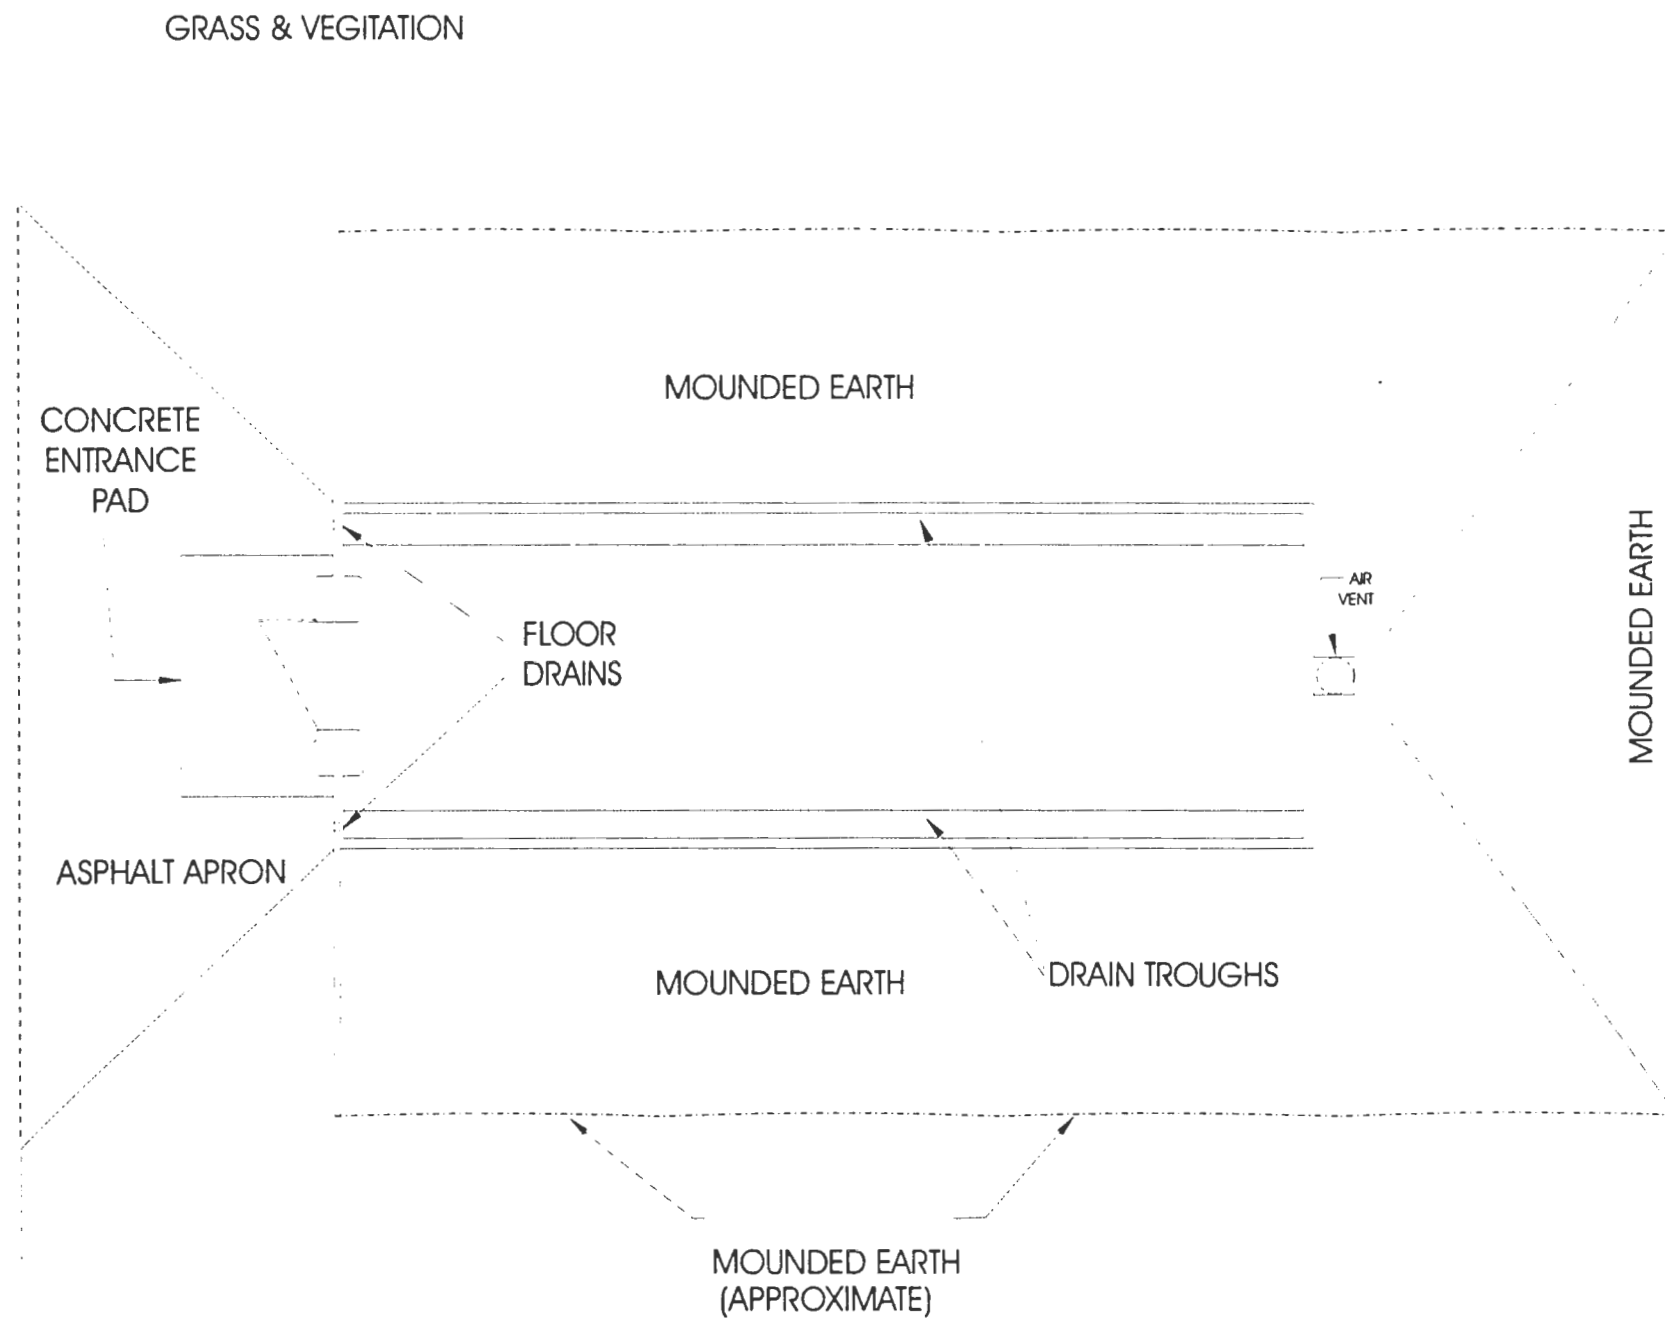 GRASS & VEGITATION
MOUNDED EARTH
CONCRETE
ENTRANCE
PAD
AIR
VENT
MOUNDED EARTH
FLOOR
DRAINS
ASPHALT APRON
MOUNDED EARTH
DRAIN TROUGHS
MOUNDED EARTH
(APPROXIMATE)